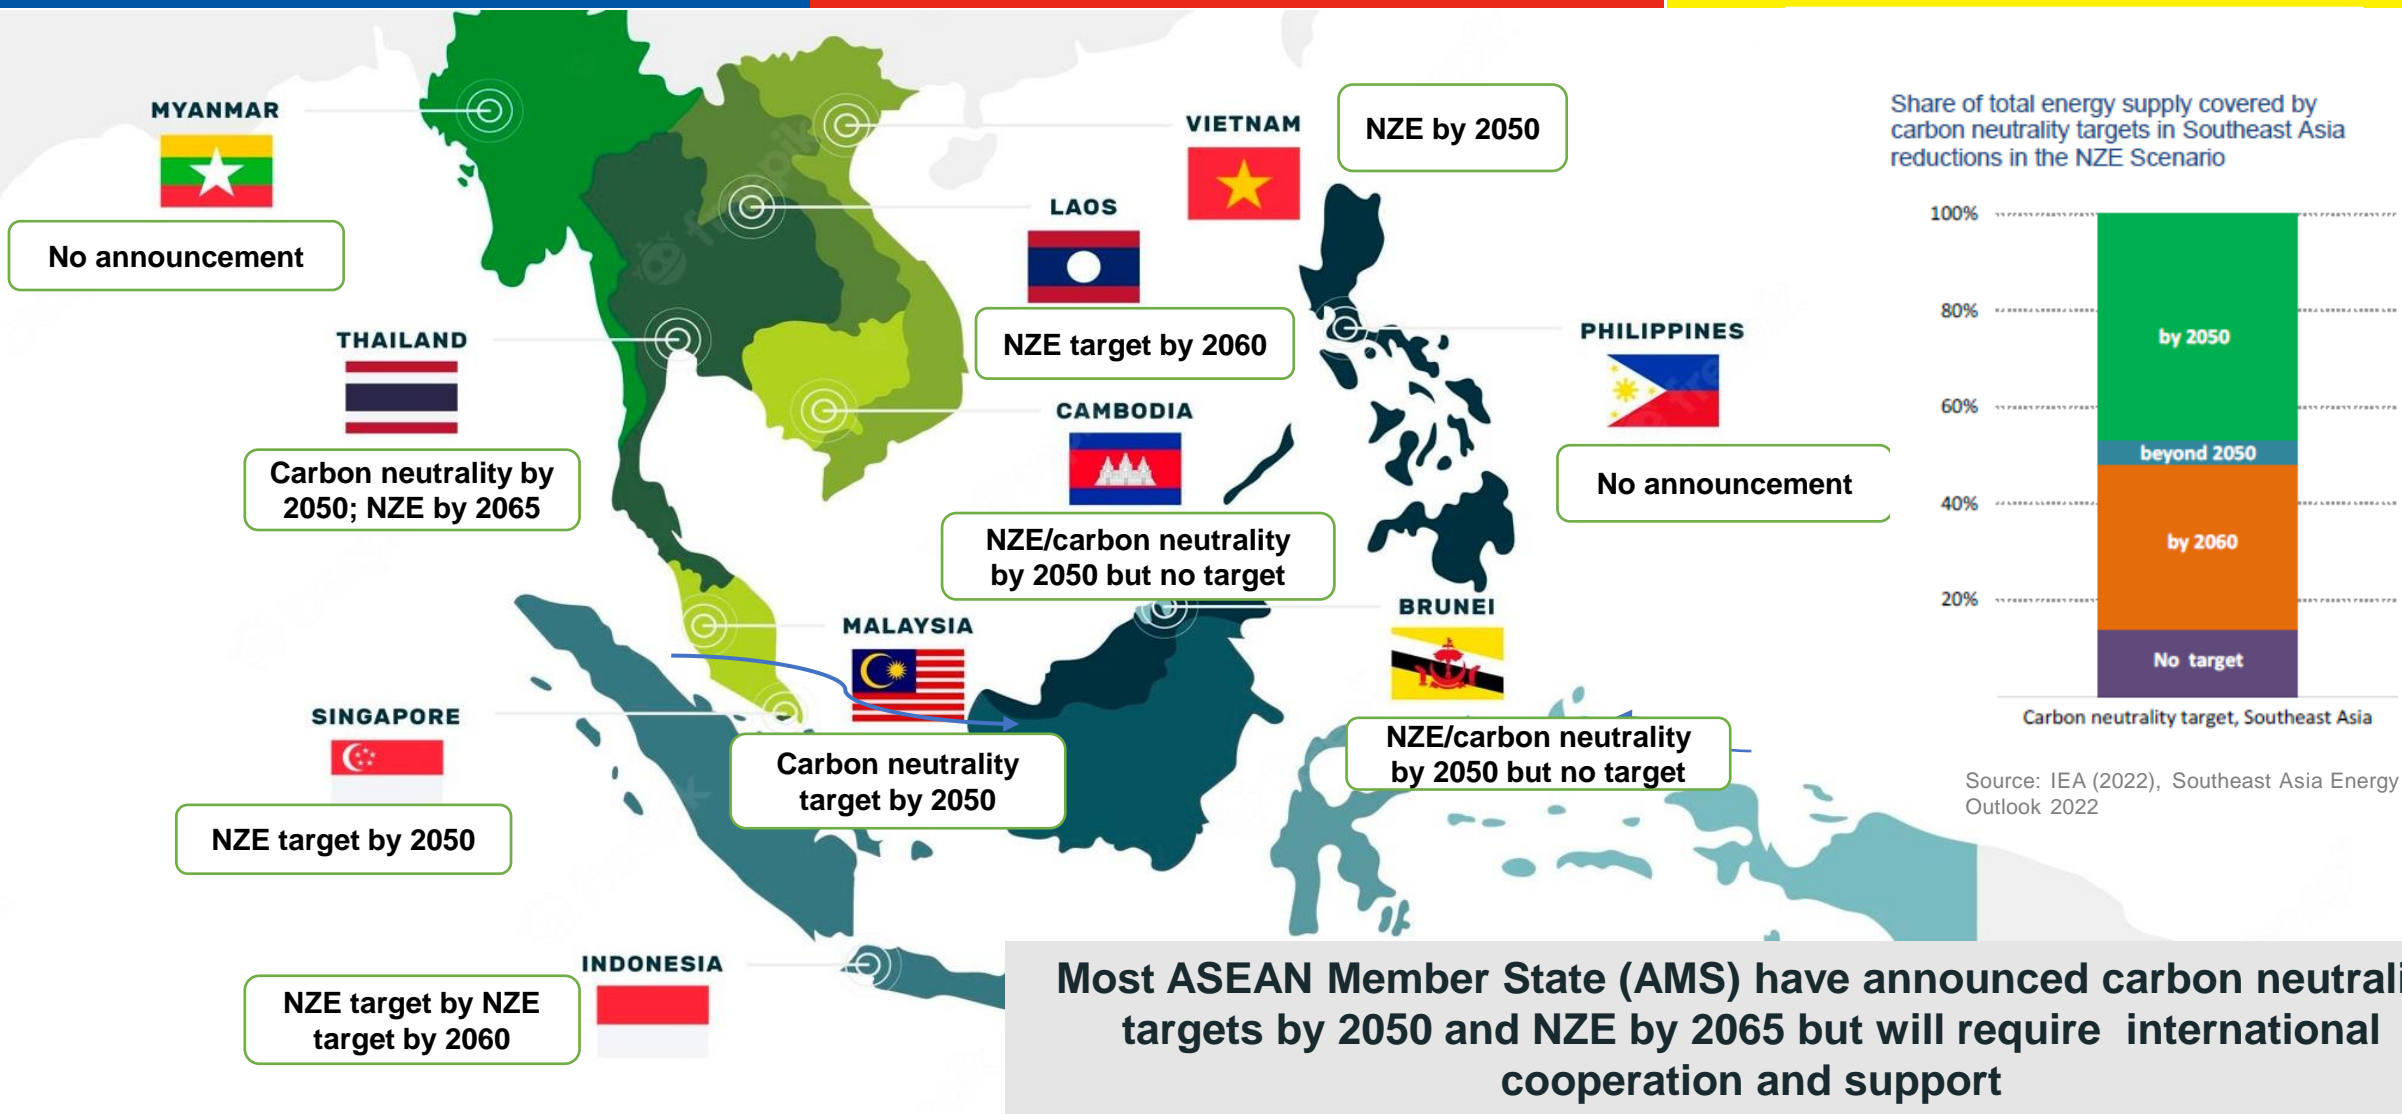 MYANMAR
No announcement
VIETNAM
NZE by 2050
LAOS
NZE target by 2060
THAILAND
Carbon neutrality by
2050; NZE by 2065
CAMBODIA
NZE/carbon neutrality
by 2050 but no target
PHILIPPINES
No announcement
MALAYSIA
Carbon neutrality
target by 2050
BRUNEI
NZE/carbon neutrality
by 2050 but no target
SINGAPORE
NZE target by 2050
INDONESIA
NZE target by NZE
target by 2060
Share of total energy supply covered by
carbon neutrality targets in Southeast Asia
reductions in the NZE Scenario
100%
80%
60%
40%
20%
by 2050
beyond 2050
by 2060
No target
Carbon neutrality target, Southeast Asia
Source: IEA (2022), Southeast Asia Energy
Outlook 2022
Most ASEAN Member State (AMS) have announced carbon neutrali
targets by 2050 and NZE by 2065 but will require international
cooperation and support